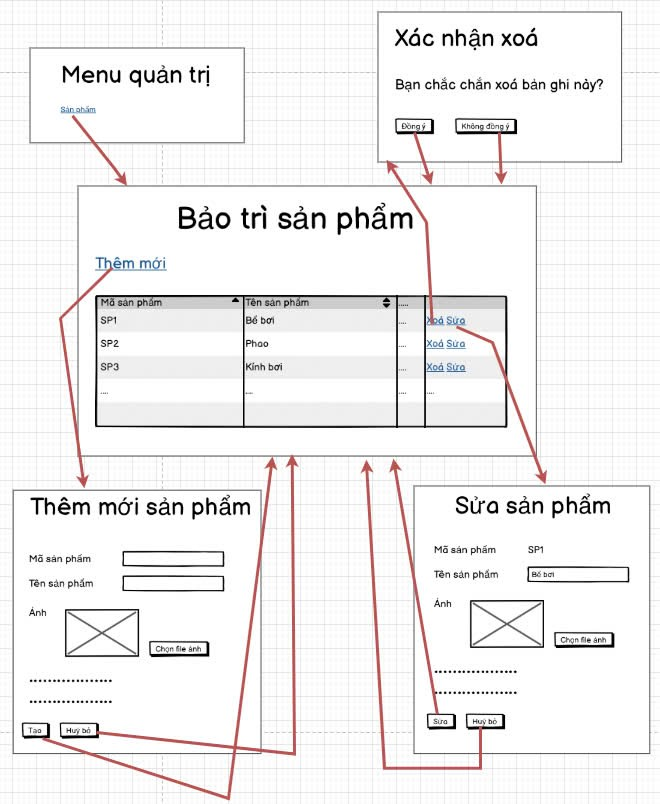 Menu quản trị
Sản phẩm
Xác nhận xoá
Bạn chắc chắn xoá bản ghi này?
Đồng ý Không đồng ý
Bảo trì sản phẩm
Thêm mới
Mã sản phẩm Tên sản phẩm .....
SP1 Bể bơi .... Xoá Sửa
SP2 Phao .... Xoá Sửa
SP3 Kính bơi .... Xoá Sửa
.... .... .... ....
Thêm mới sản phẩm
Mã sản phẩm
Tên sản phẩm
Ảnh
Chọn file ảnh
Tạo Huỷ bỏ
Sửa sản phẩm
Mã sản phẩm SP1
Tên sản phẩm Bể bơi
Ảnh
Chọn file ảnh
Sửa Huỷ bỏ